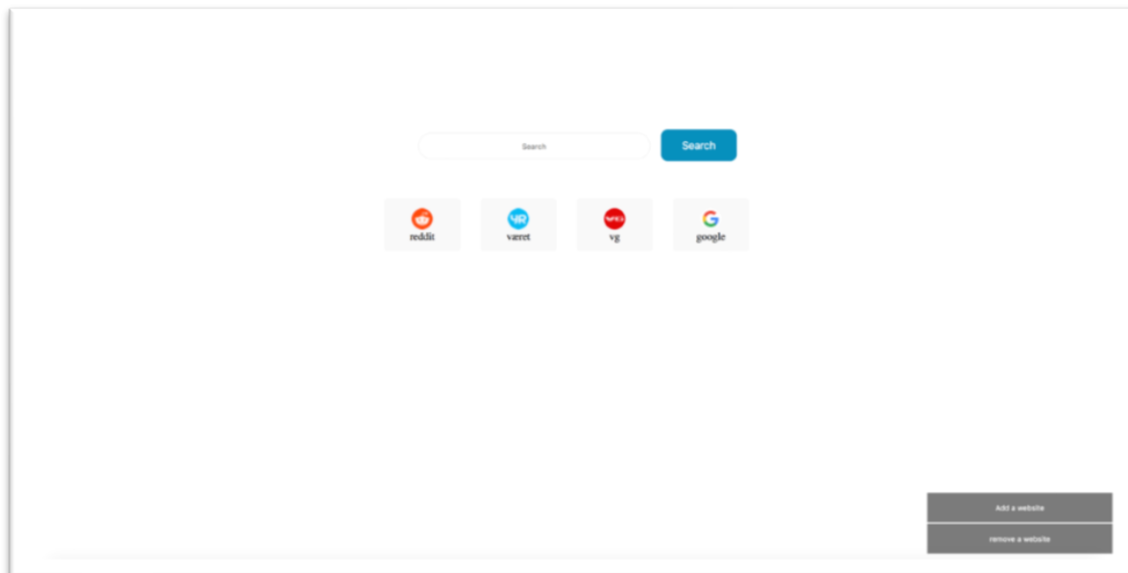 Search
Search
reddit
været
vg
google
Add a website
remove a website